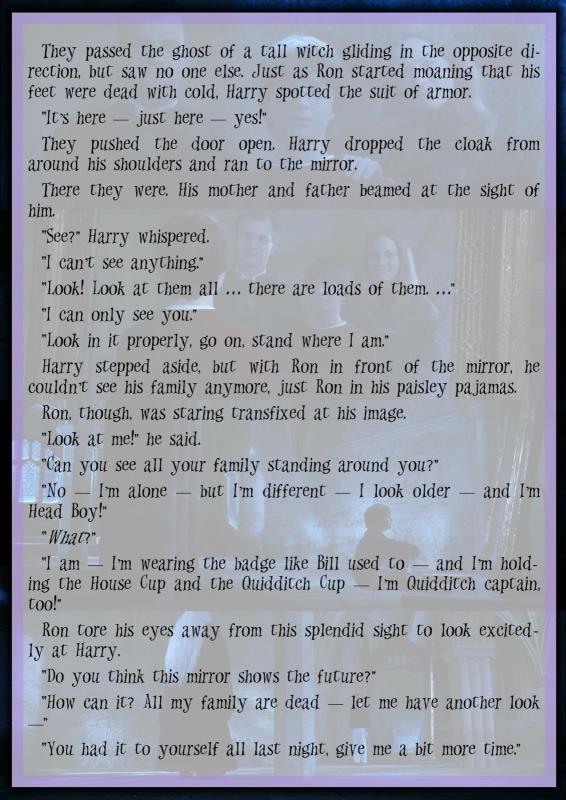 They passed the ghost of a tall witch gliding in the opposite di-
rection, but saw no one else. Just as Ron started moaning that his
feet were dead with cold, Harry spotted the suit of armor.
"It's here — just here — yes!"
They pushed the door open. Harry dropped the cloak from
around his shoulders and ran to the mirror.
There they were. His mother and father beamed at the sight of
him.
"See?" Harry whispered.
"I can't see anything."
"Look! Look at them all ... there are loads of them. ..."
"I can only see you."
"Look in it properly, go on, stand where I am."
Harry stepped aside, but with Ron in front of the mirror, he
couldn't see his family anymore, just Ron in his paisley pajamas.
Ron, though, was staring transfixed at his image.
"Look at me!" he said.
"Can you see all your family standing around you?"
"No — I'm alone — but I'm different — I look older — and I'm
Head Boy!"
"What?"
"I am — I'm wearing the badge like Bill used to — and I'm hold-
ing the House Cup and the Quidditch Cup — I'm Quidditch captain,
too!"
Ron tore his eyes away from this splendid sight to look excited-
ly at Harry.
"Do you think this mirror shows the future?"
"How can it? All my family are dead — let me have another look
—"
"You had it to yourself all last night, give me a bit more time."